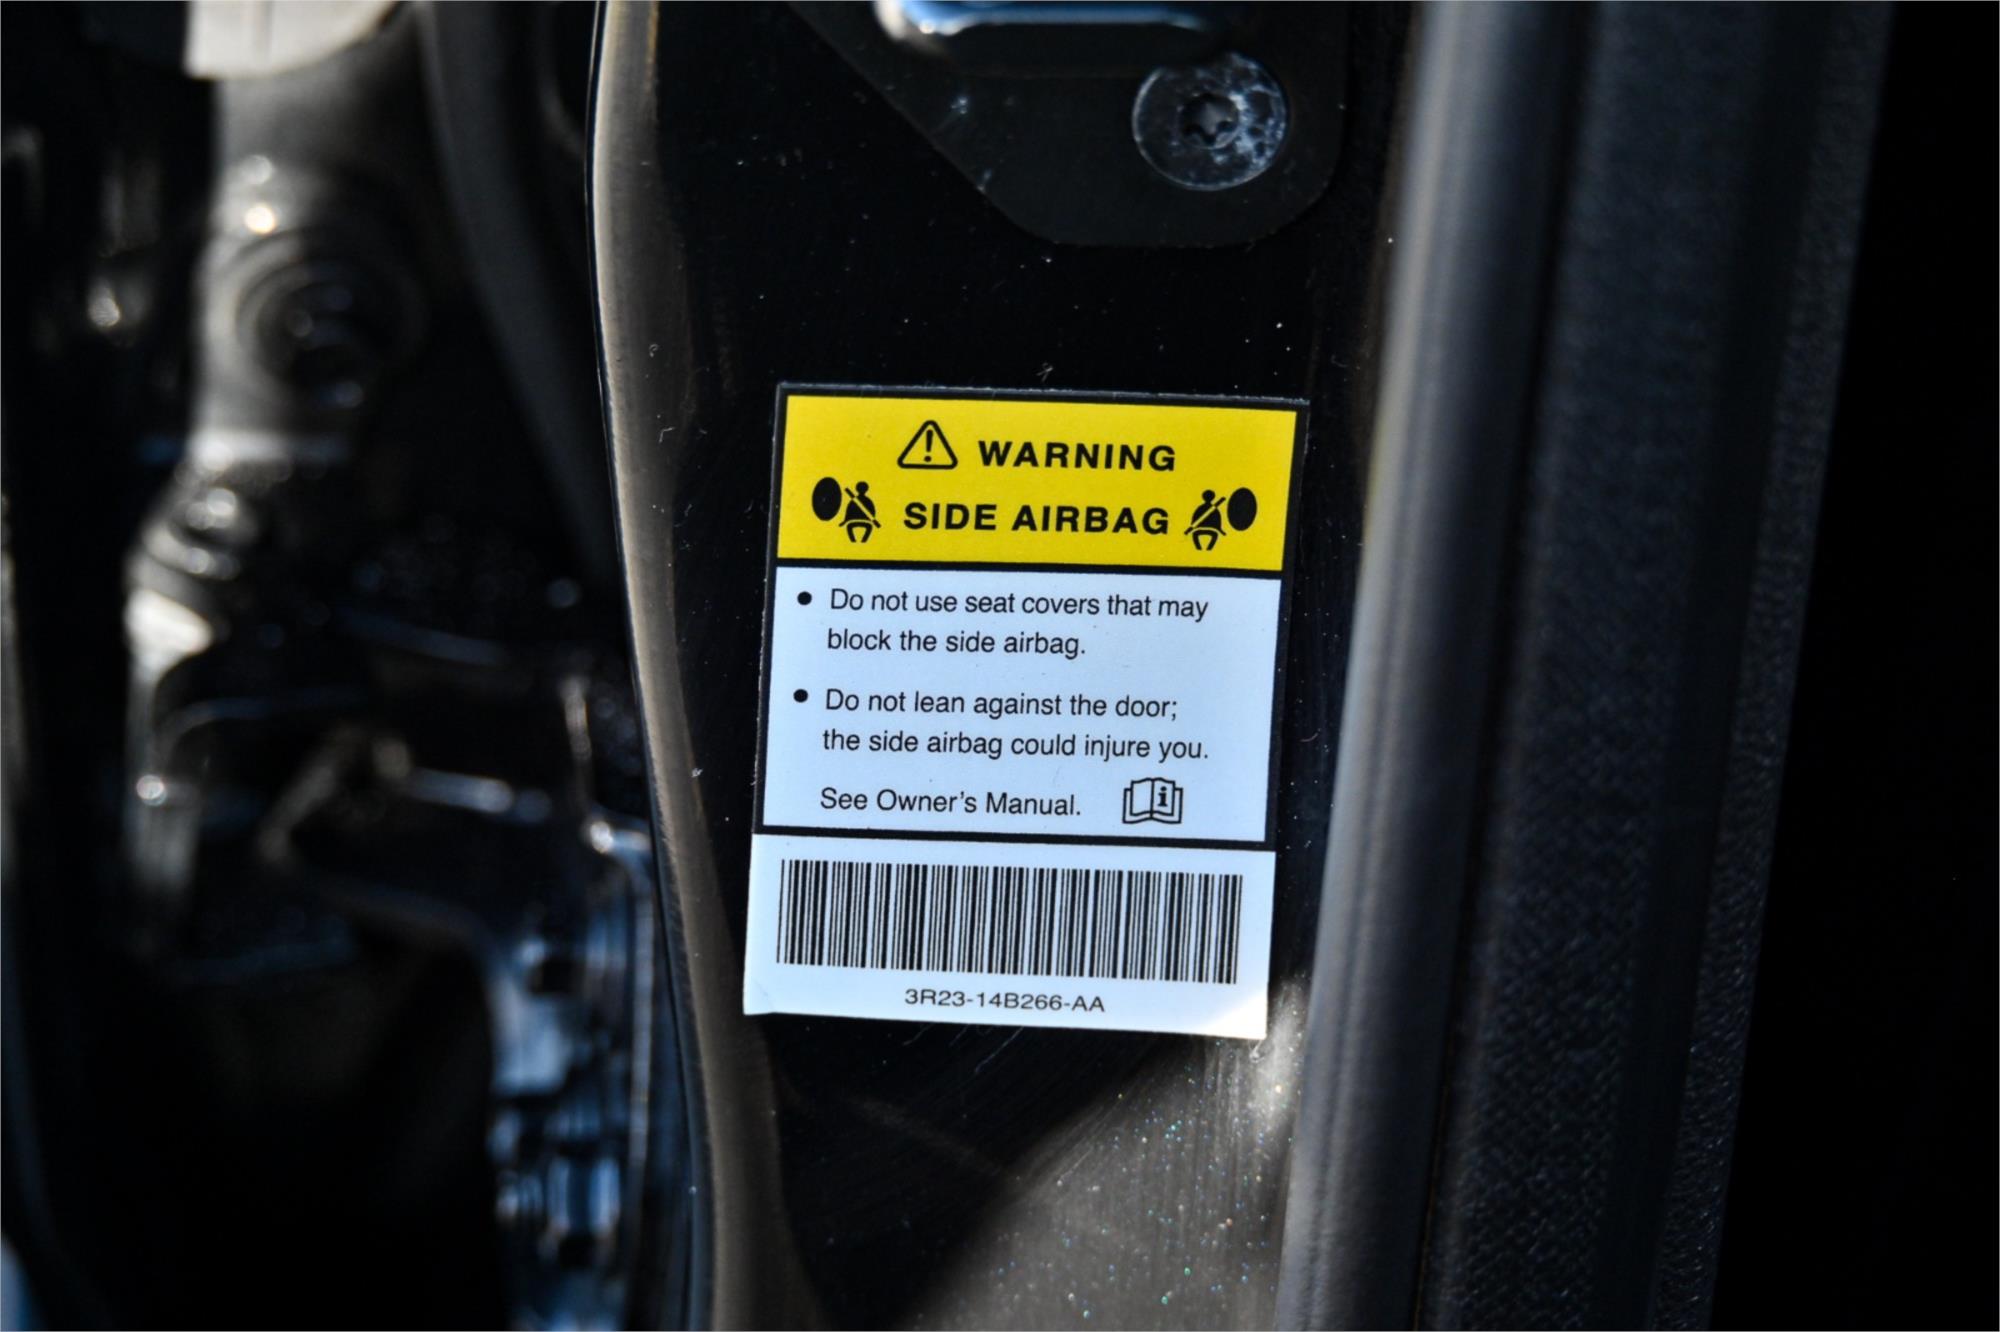 WARNING
SIDE AIRBAG
• Do not use seat covers that may
block the side airbag.
• Do not lean against the door;
the side airbag could injure you.
See Owner's Manual.
3R23-14B266-AA